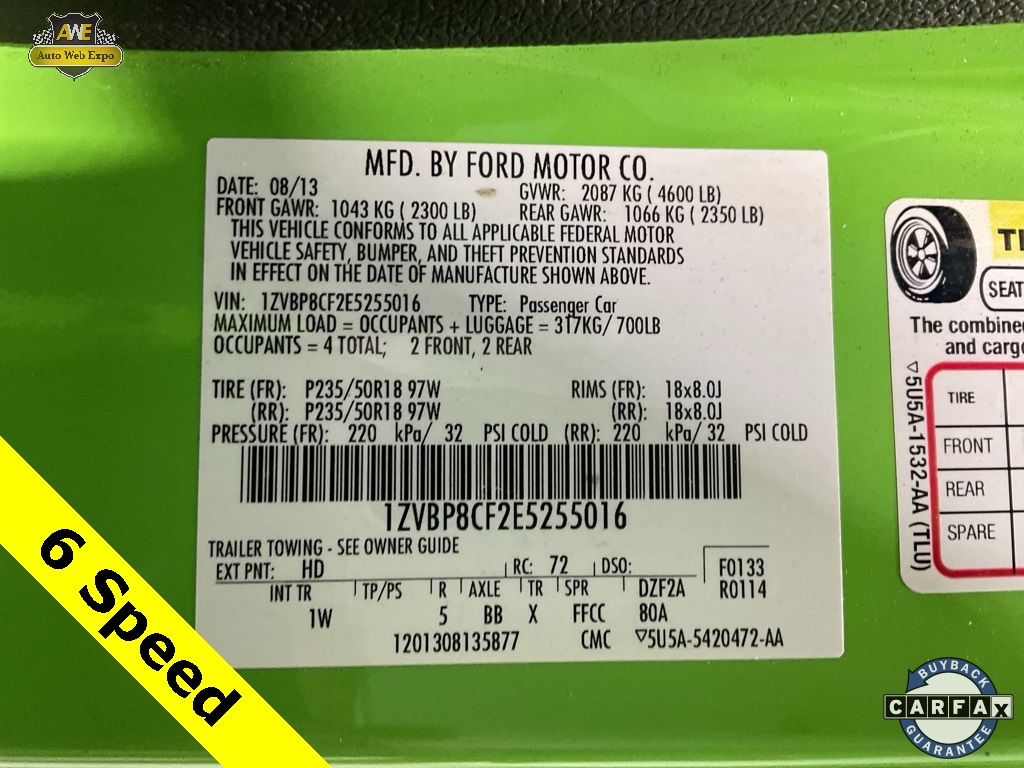 AWE
Auto Web Expo
MFD. BY FORD MOTOR CO.
DATE: 08/13 GVWR: 2087 KG ( 4600 LB)
FRONT GAWR: 1043 KG ( 2300 LB) REAR GAWR: 1066 KG ( 2350 LB)
THIS VEHICLE CONFORMS TO ALL APPLICABLE FEDERAL MOTOR
VEHICLE SAFETY, BUMPER, AND THEFT PREVENTION STANDARDS
IN EFFECT ON THE DATE OF MANUFACTURE SHOWN ABOVE.
VIN: 1ZVBP8CF2E5255016 TYPE: Passenger Car
MAXIMUM LOAD = OCCUPANTS + LUGGAGE = 317KG/ 700LB
OCCUPANTS = 4 TOTAL; 2 FRONT, 2 REAR
TIRE (FR): P235/50R18 97W RIMS (FR): 18x8.0J
(RR): P235/50R18 97W (RR): 18x8.0J
PRESSURE (FR): 220 kPa/ 32 PSI COLD (RR): 220 kPa/ 32 PSI COLD
1ZVBP8CF2E5255016
TRAILER TOWING - SEE OWNER GUIDE
EXT PNT: HD RC: 72 DSO: F0133
INT TR TP/PS R AXLE TR SPR DZF2A R0114
1W 5 BB X FFCC 80A
1201308135877 CMC ▽5U5A-5420472-AA
SEAT
The combine
and carg
TIRE
FRONT
REAR
SPARE
▽5U5A-1532-AA (TLU)
6 Speed
BUYBACK
CARFAX
GUARANTEE